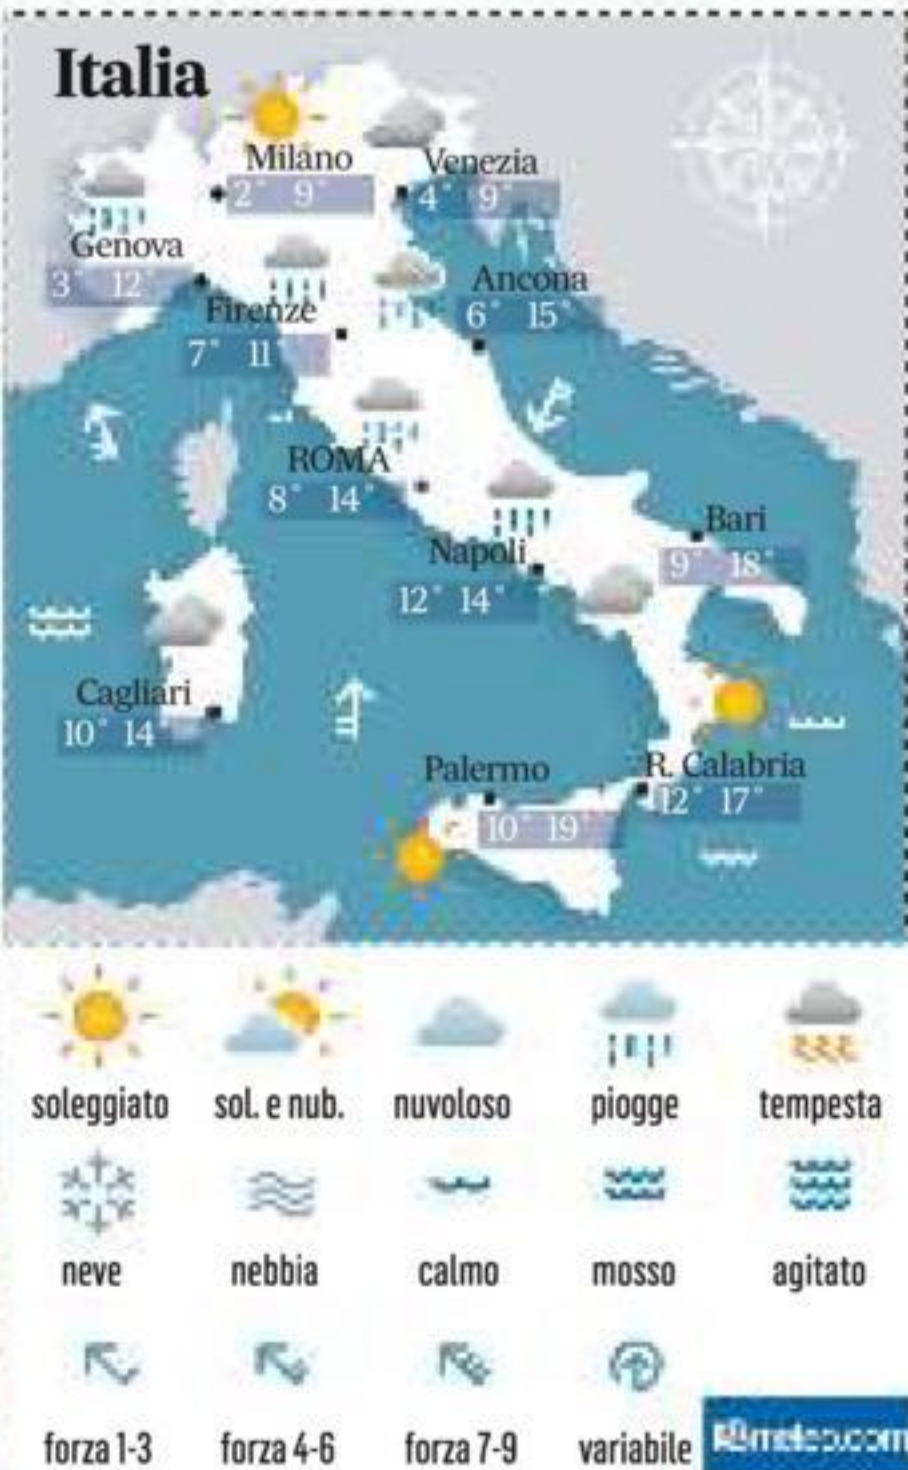 Italia
Milano
2° 9°
Venezia
4° 9°
Genova
3° 12°
Firenze
7° 11°
Ancona
6° 15°
ROMA
8° 14°
Napoli
12° 14°
Bari
9° 18°
Cagliari
10° 14°
Palermo
10° 19°
R. Calabria
12° 17°
soleggiato sol. e nub. nuvoloso piogge tempesta
neve nebbia calmo mosso agitato
forza 1-3 forza 4-6 forza 7-9 variabile